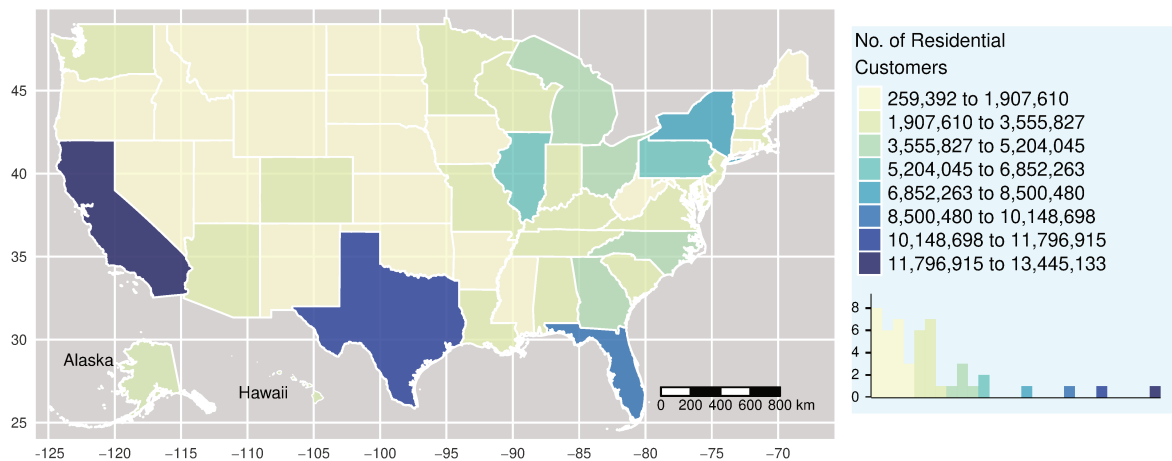 45
40
35
30
25
−125 −120 −115 −110 −105 −100 −95 −90 −85 −80 −75 −70
Alaska
Hawaii
0 200 400 600 800 km
No. of Residential
Customers
259,392 to 1,907,610
1,907,610 to 3,555,827
3,555,827 to 5,204,045
5,204,045 to 6,852,263
6,852,263 to 8,500,480
8,500,480 to 10,148,698
10,148,698 to 11,796,915
11,796,915 to 13,445,133
8
6
4
2
0